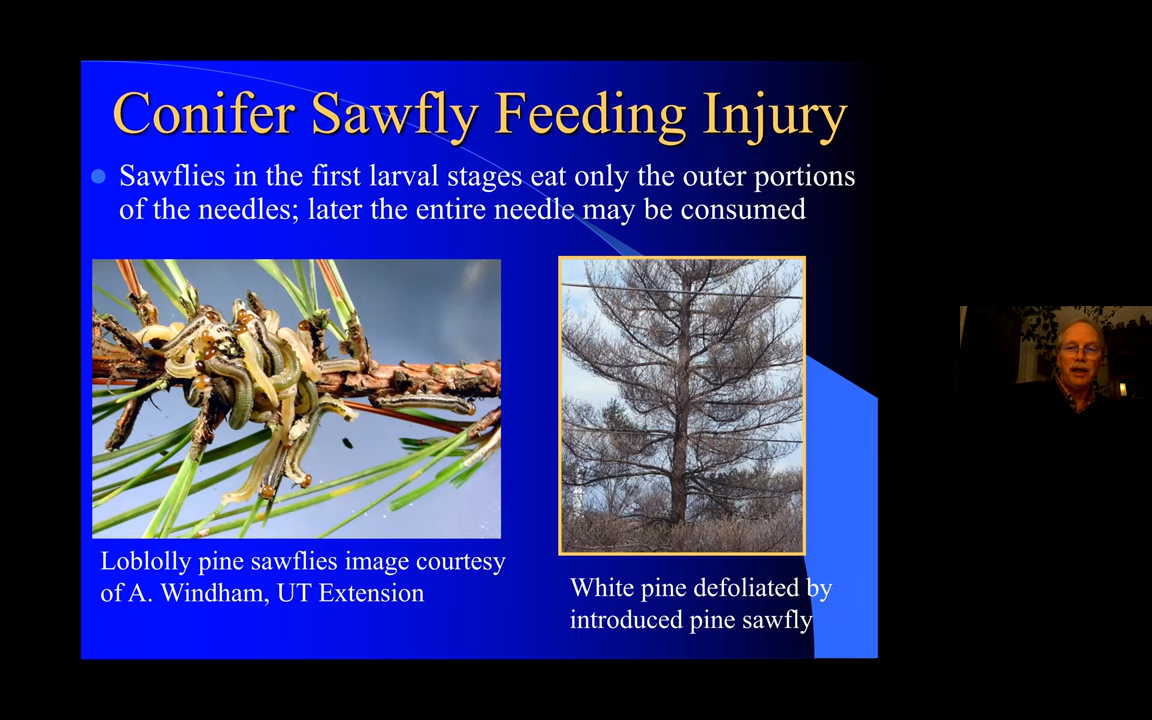 Conifer Sawfly Feeding Injury
Sawflies in the first larval stages eat only the outer portions
of the needles; later the entire needle may be consumed
Loblolly pine sawflies image courtesy
of A. Windham, UT Extension
White pine defoliated by
introduced pine sawfly